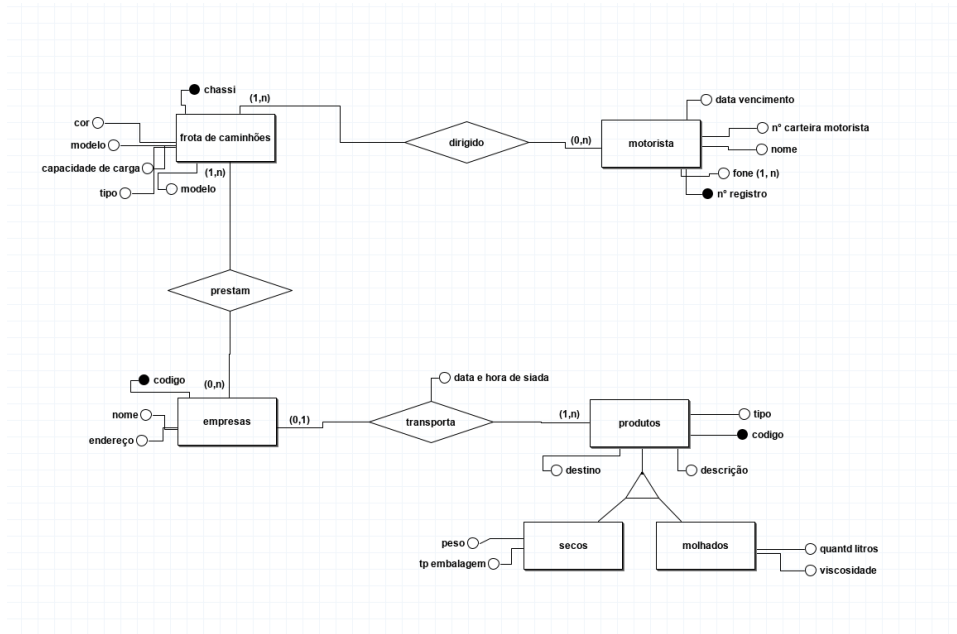 chassi
(1,n)
cor
modelo
capacidade de carga
tipo
modelo
frota de caminhões
(1,n)
dirigido
(0,n)
motorista
data vencimento
n° carteira motorista
nome
fone (1, n)
n° registro
prestam
(0,n)
codigo
nome
endereço
empresas
(0,1)
data e hora de siada
transporta
(1,n)
produtos
tipo
codigo
destino
descrição
secos
peso
tp embalagem
molhados
quantd litros
viscosidade